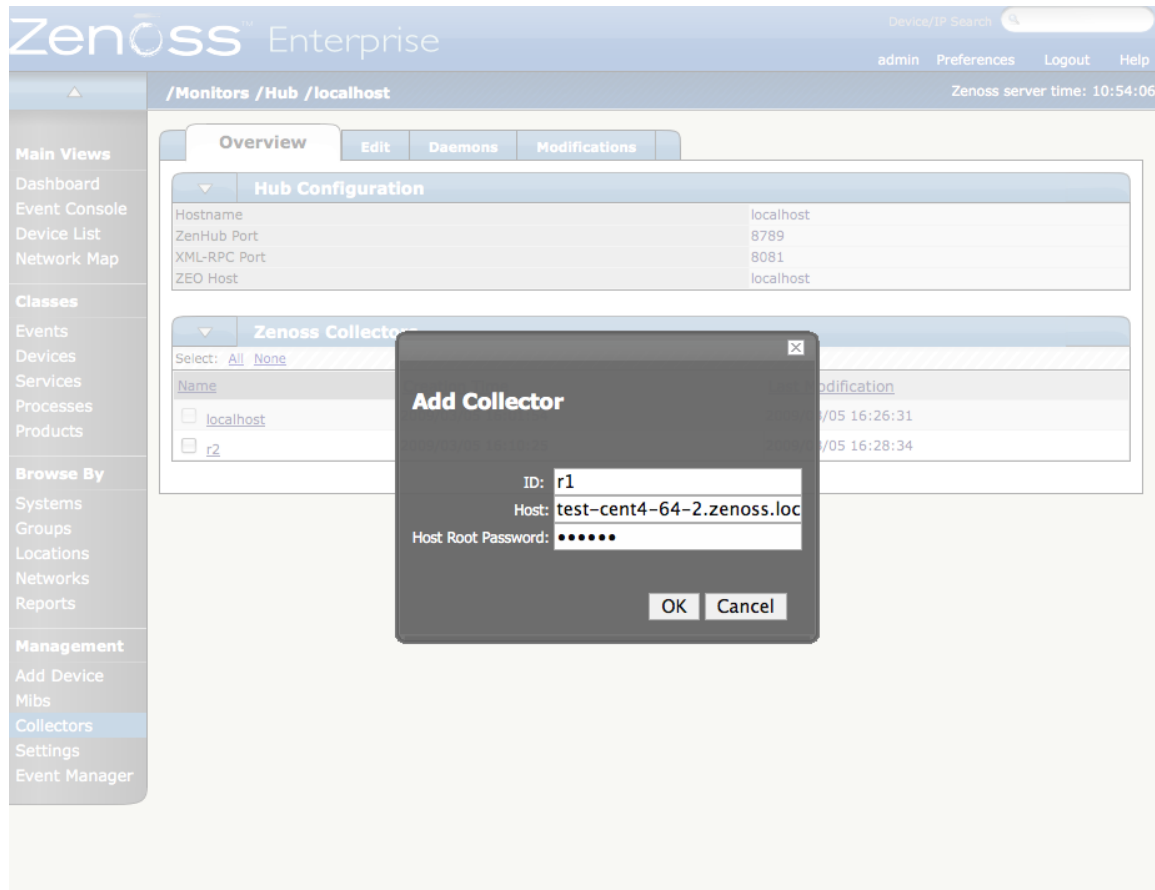 Device/IP Search
Zenoss™ Enterprise
admin Preferences Logout Help
/Monitors /Hub /localhost
Zenoss server time: 10:54:06
Main Views
Dashboard
Event Console
Device List
Network Map
Classes
Events
Devices
Services
Processes
Products
Browse By
Systems
Groups
Locations
Networks
Reports
Management
Add Device
Mibs
Collectors
Settings
Event Manager
Overview Edit Daemons Modifications
Hub Configuration
Hostname localhost
ZenHub Port 8789
XML-RPC Port 8081
ZEO Host localhost
Zenoss Collectors
Select: All None
Name Modification
localhost /05 16:26:31
r2 /05 16:28:34
Add Collector
ID: r1
Host: test-cent4-64-2.zenoss.loc
Host Root Password: ••••••
OK Cancel